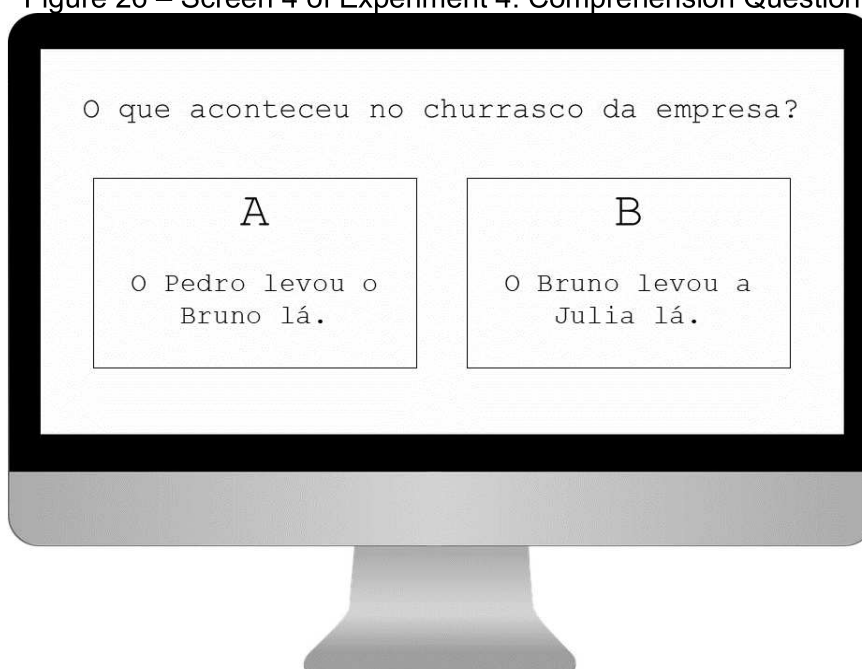 Figure 26 – Screen 4 of Experiment 4: Comprehension Question
O que aconteceu no churrasco da empresa?
A
O Pedro levou o
Bruno lá.
B
O Bruno levou a
Julia lá.